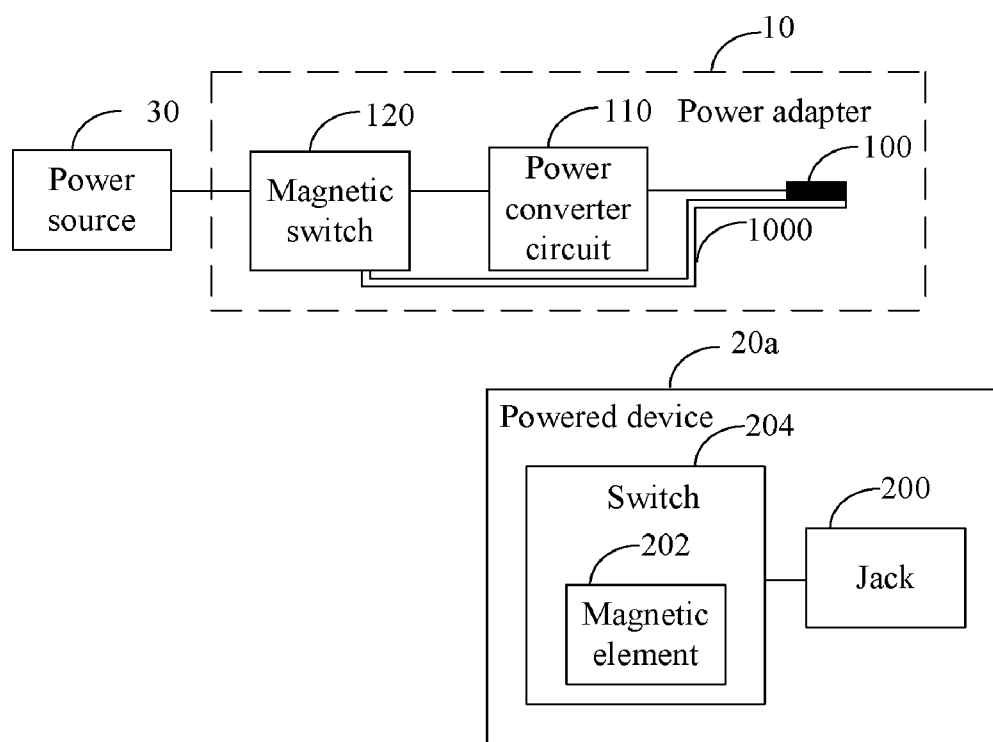 10
30
120
110
Power adapter
100
Power
source
Magnetic
switch
Power
converter
circuit
1000
20a
Powered device
204
Switch
200
202
Jack
Magnetic
element